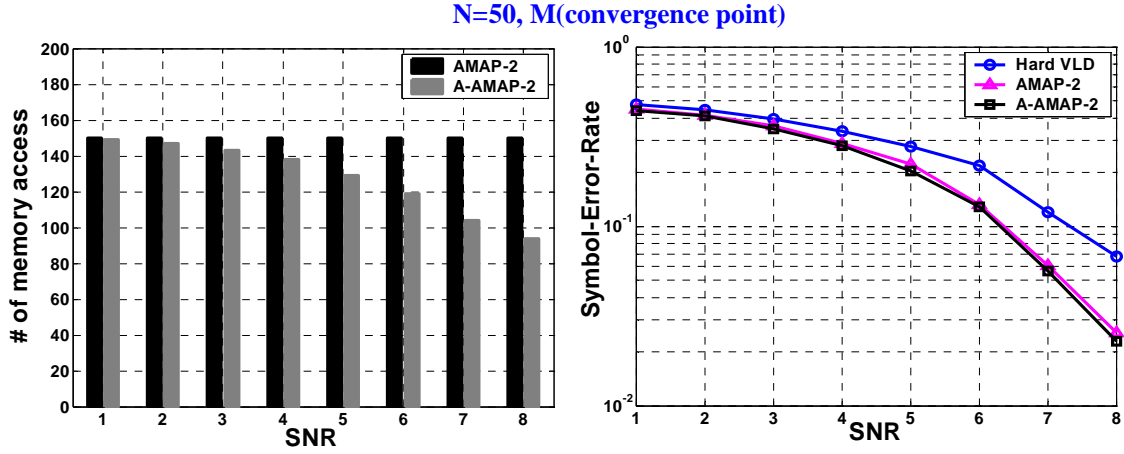 N=50, M(convergence point)
# of memory access
200
180
160
140
120
100
80
60
40
20
0
AMAP-2
A-AMAP-2
1 2 3 4 5 6 7 8
SNR
Symbol-Error-Rate
10^0
10^-1
10^-2
Hard VLD
AMAP-2
A-AMAP-2
1 2 3 4 5 6 7 8
SNR